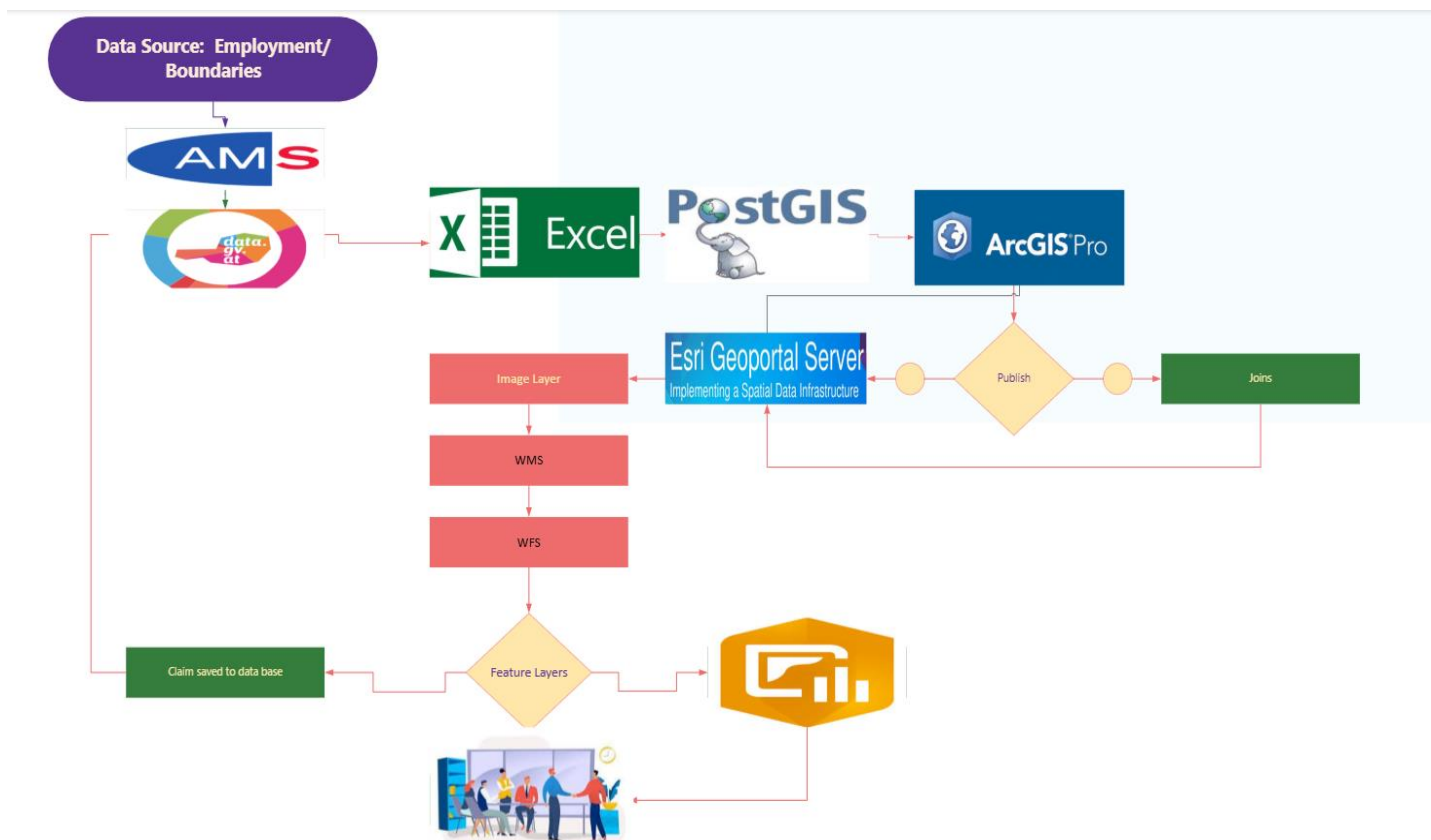 Data Source: Employment/
Boundaries
AMS
data.
gv.
at
X Excel
PostGIS
ArcGIS Pro
Esri Geoportal Server
Implementing a Spatial Data Infrastructure
Image Layer
Publish
Joins
WMS
WFS
Claim saved to data base
Feature Layers